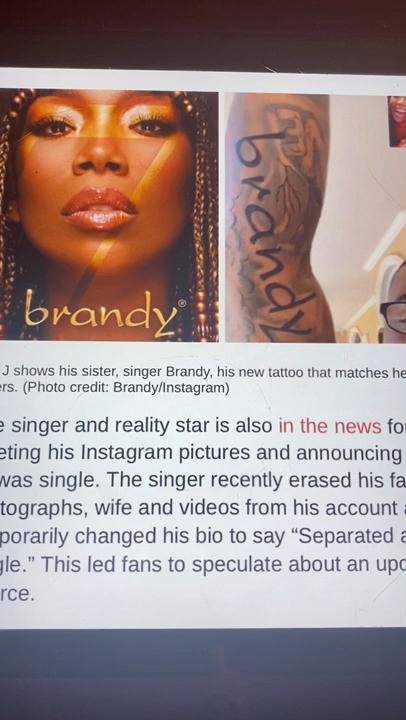 brandy®
brandy
J shows his sister, singer Brandy, his new tattoo that matches he
ers. (Photo credit: Brandy/Instagram)
e singer and reality star is also in the news for
eting his Instagram pictures and announcing
was single. The singer recently erased his fa
tographs, wife and videos from his account a
porarily changed his bio to say “Separated a
gle.” This led fans to speculate about an upc
rce.